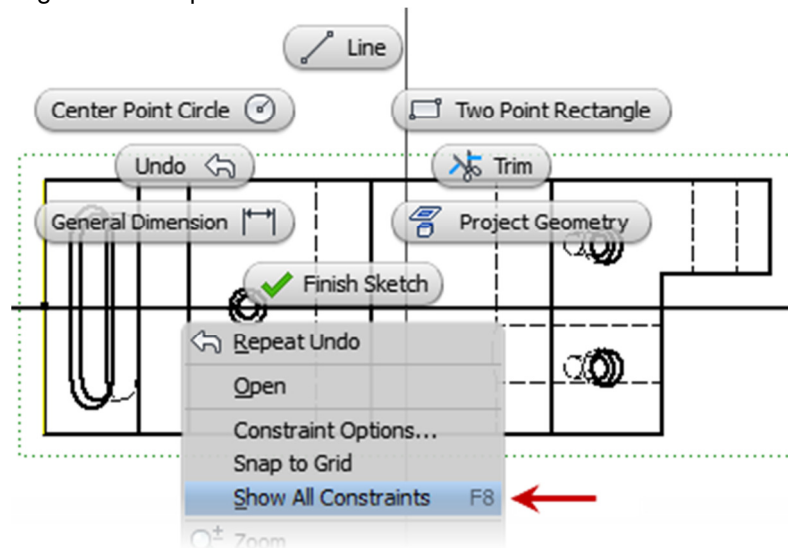 Line
Center Point Circle
Two Point Rectangle
Undo
Trim
General Dimension
Project Geometry
Finish Sketch
Repeat Undo
Open
Constraint Options...
Snap to Grid
Show All Constraints F8
Zoom